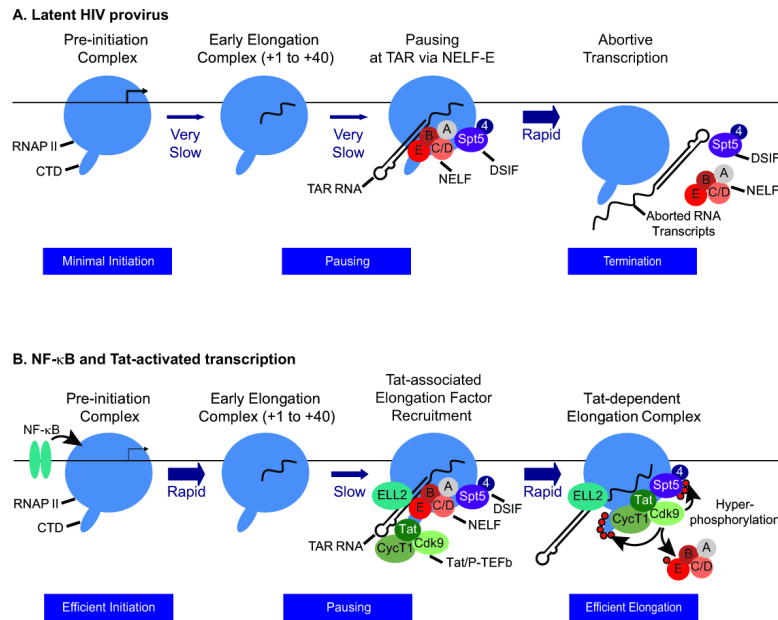 A. Latent HIV provirus
Pre-initiation
Complex
Early Elongation
Complex (+1 to +40)
Pausing
at TAR via NELF-E
Abortive
Transcription
RNAP II
CTD
Very
Slow
Very
Slow
TAR RNA
E
B
A
C/D
Spt5
4
NELF
DSIF
Rapid
E
B
A
C/D
Spt5
4
DSIF
NELF
Aborted RNA
Transcripts
Minimal Initiation
Pausing
Termination
B. NF-κB and Tat-activated transcription
Pre-initiation
Complex
Early Elongation
Complex (+1 to +40)
Tat-associated
Elongation Factor
Recruitment
Tat-dependent
Elongation Complex
NF-κB
RNAP II
CTD
Rapid
Slow
ELL2
E
B
A
C/D
Spt5
4
DSIF
NELF
TAR RNA
Tat
CycT1
Cdk9
Tat/P-TEFb
Rapid
ELL2
Tat
CycT1
Cdk9
Spt5
4
Hyper-
phosphorylation
E
B
A
C/D
Efficient Initiation
Pausing
Efficient Elongation